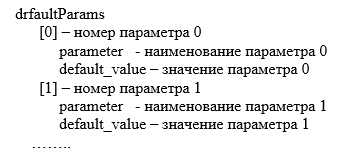 drfaultParams
[0] – номер параметра 0
parameter - наименование параметра 0
default_value – значение параметра 0
[1] – номер параметра 1
parameter - наименование параметра 1
default_value – значение параметра 1
……..